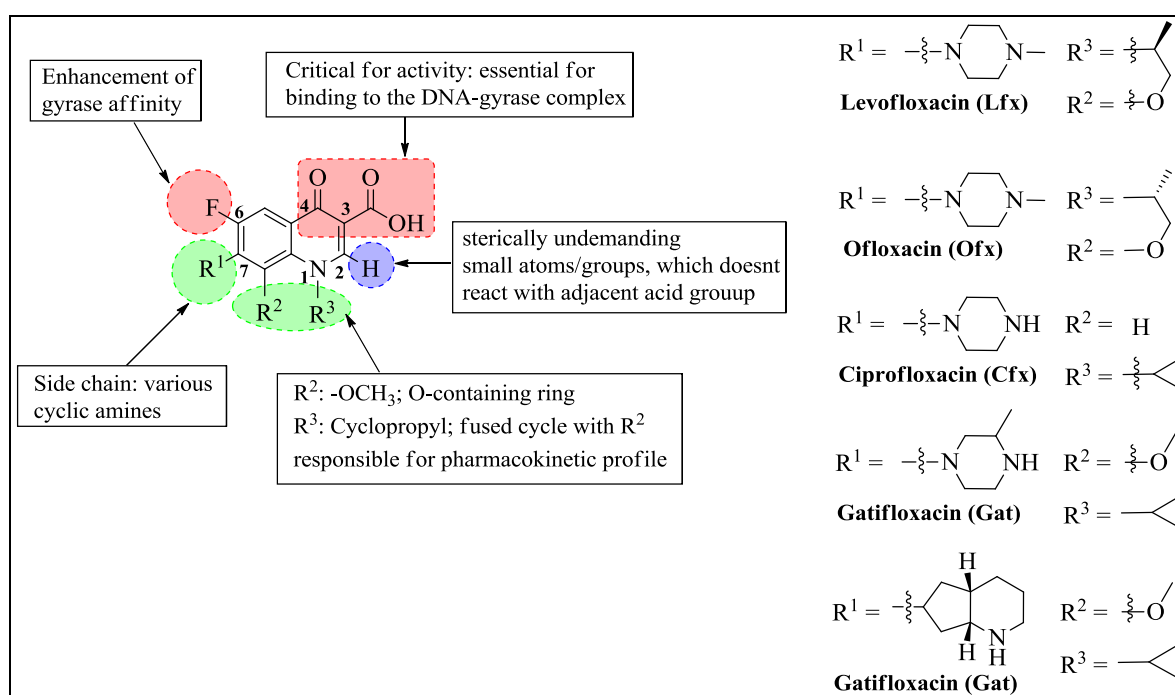 Enhancement of
gyrase affinity
Critical for activity: essential for
binding to the DNA-gyrase complex
O
O
4
3
F
6
OH
R1
7
N
1
2
H
R2
R3
sterically undemanding
small atoms/groups, which doesnt
react with adjacent acid grouup
Side chain: various
cyclic amines
R2: -OCH3; O-containing ring
R3: Cyclopropyl; fused cycle with R2
responsible for pharmacokinetic profile
R1 = N N R3 =
R2 = O
Levofloxacin (Lfx)
R1 = N N R3 =
R2 = O
Ofloxacin (Ofx)
R1 = N NH R2 = H
R3 =
Ciprofloxacin (Cfx)
R1 = N NH R2 = O
R3 =
Gatifloxacin (Gat)
H
R1 = R2 = O
N
H H
R3 =
Gatifloxacin (Gat)